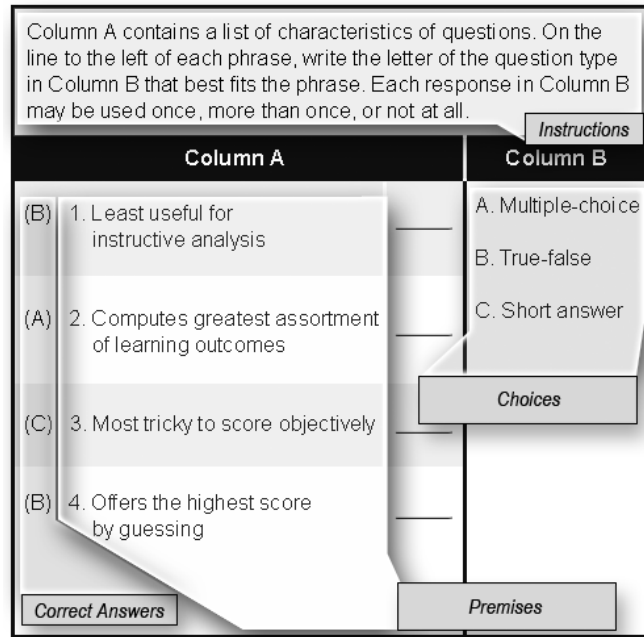 Column A contains a list of characteristics of questions. On the
line to the left of each phrase, write the letter of the question type
in Column B that best fits the phrase. Each response in Column B
may be used once, more than once, or not at all.
Instructions
Column A
Column B
(B) 1. Least useful for
instructive analysis
(A) 2. Computes greatest assortment
of learning outcomes
(C) 3. Most tricky to score objectively
(B) 4. Offers the highest score
by guessing
A. Multiple-choice
B. True-false
C. Short answer
Choices
Correct Answers
Premises